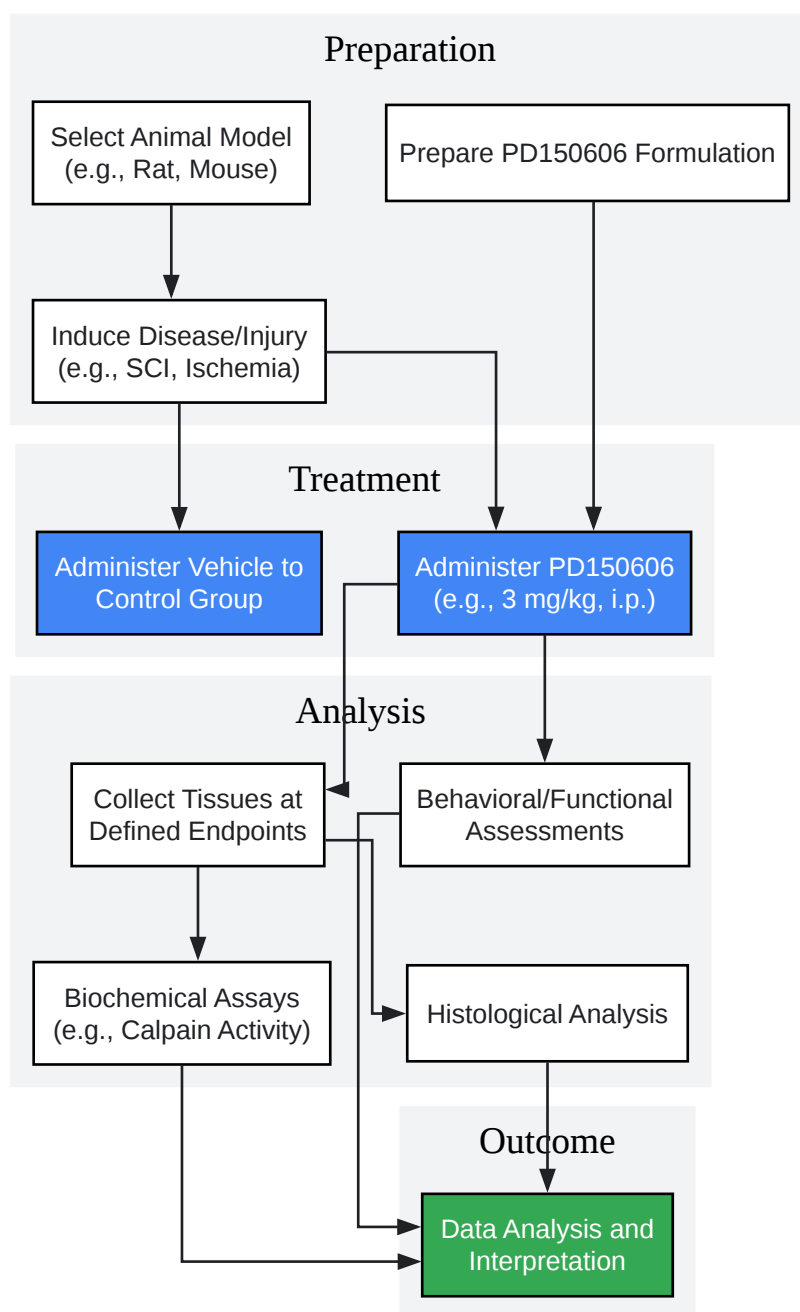 Preparation
Select Animal Model
(e.g., Rat, Mouse)
Prepare PD150606 Formulation
Induce Disease/Injury
(e.g., SCI, Ischemia)
Treatment
Administer Vehicle to
Control Group
Administer PD150606
(e.g., 3 mg/kg, i.p.)
Analysis
Collect Tissues at
Defined Endpoints
Behavioral/Functional
Assessments
Biochemical Assays
(e.g., Calpain Activity)
Histological Analysis
Outcome
Data Analysis and
Interpretation